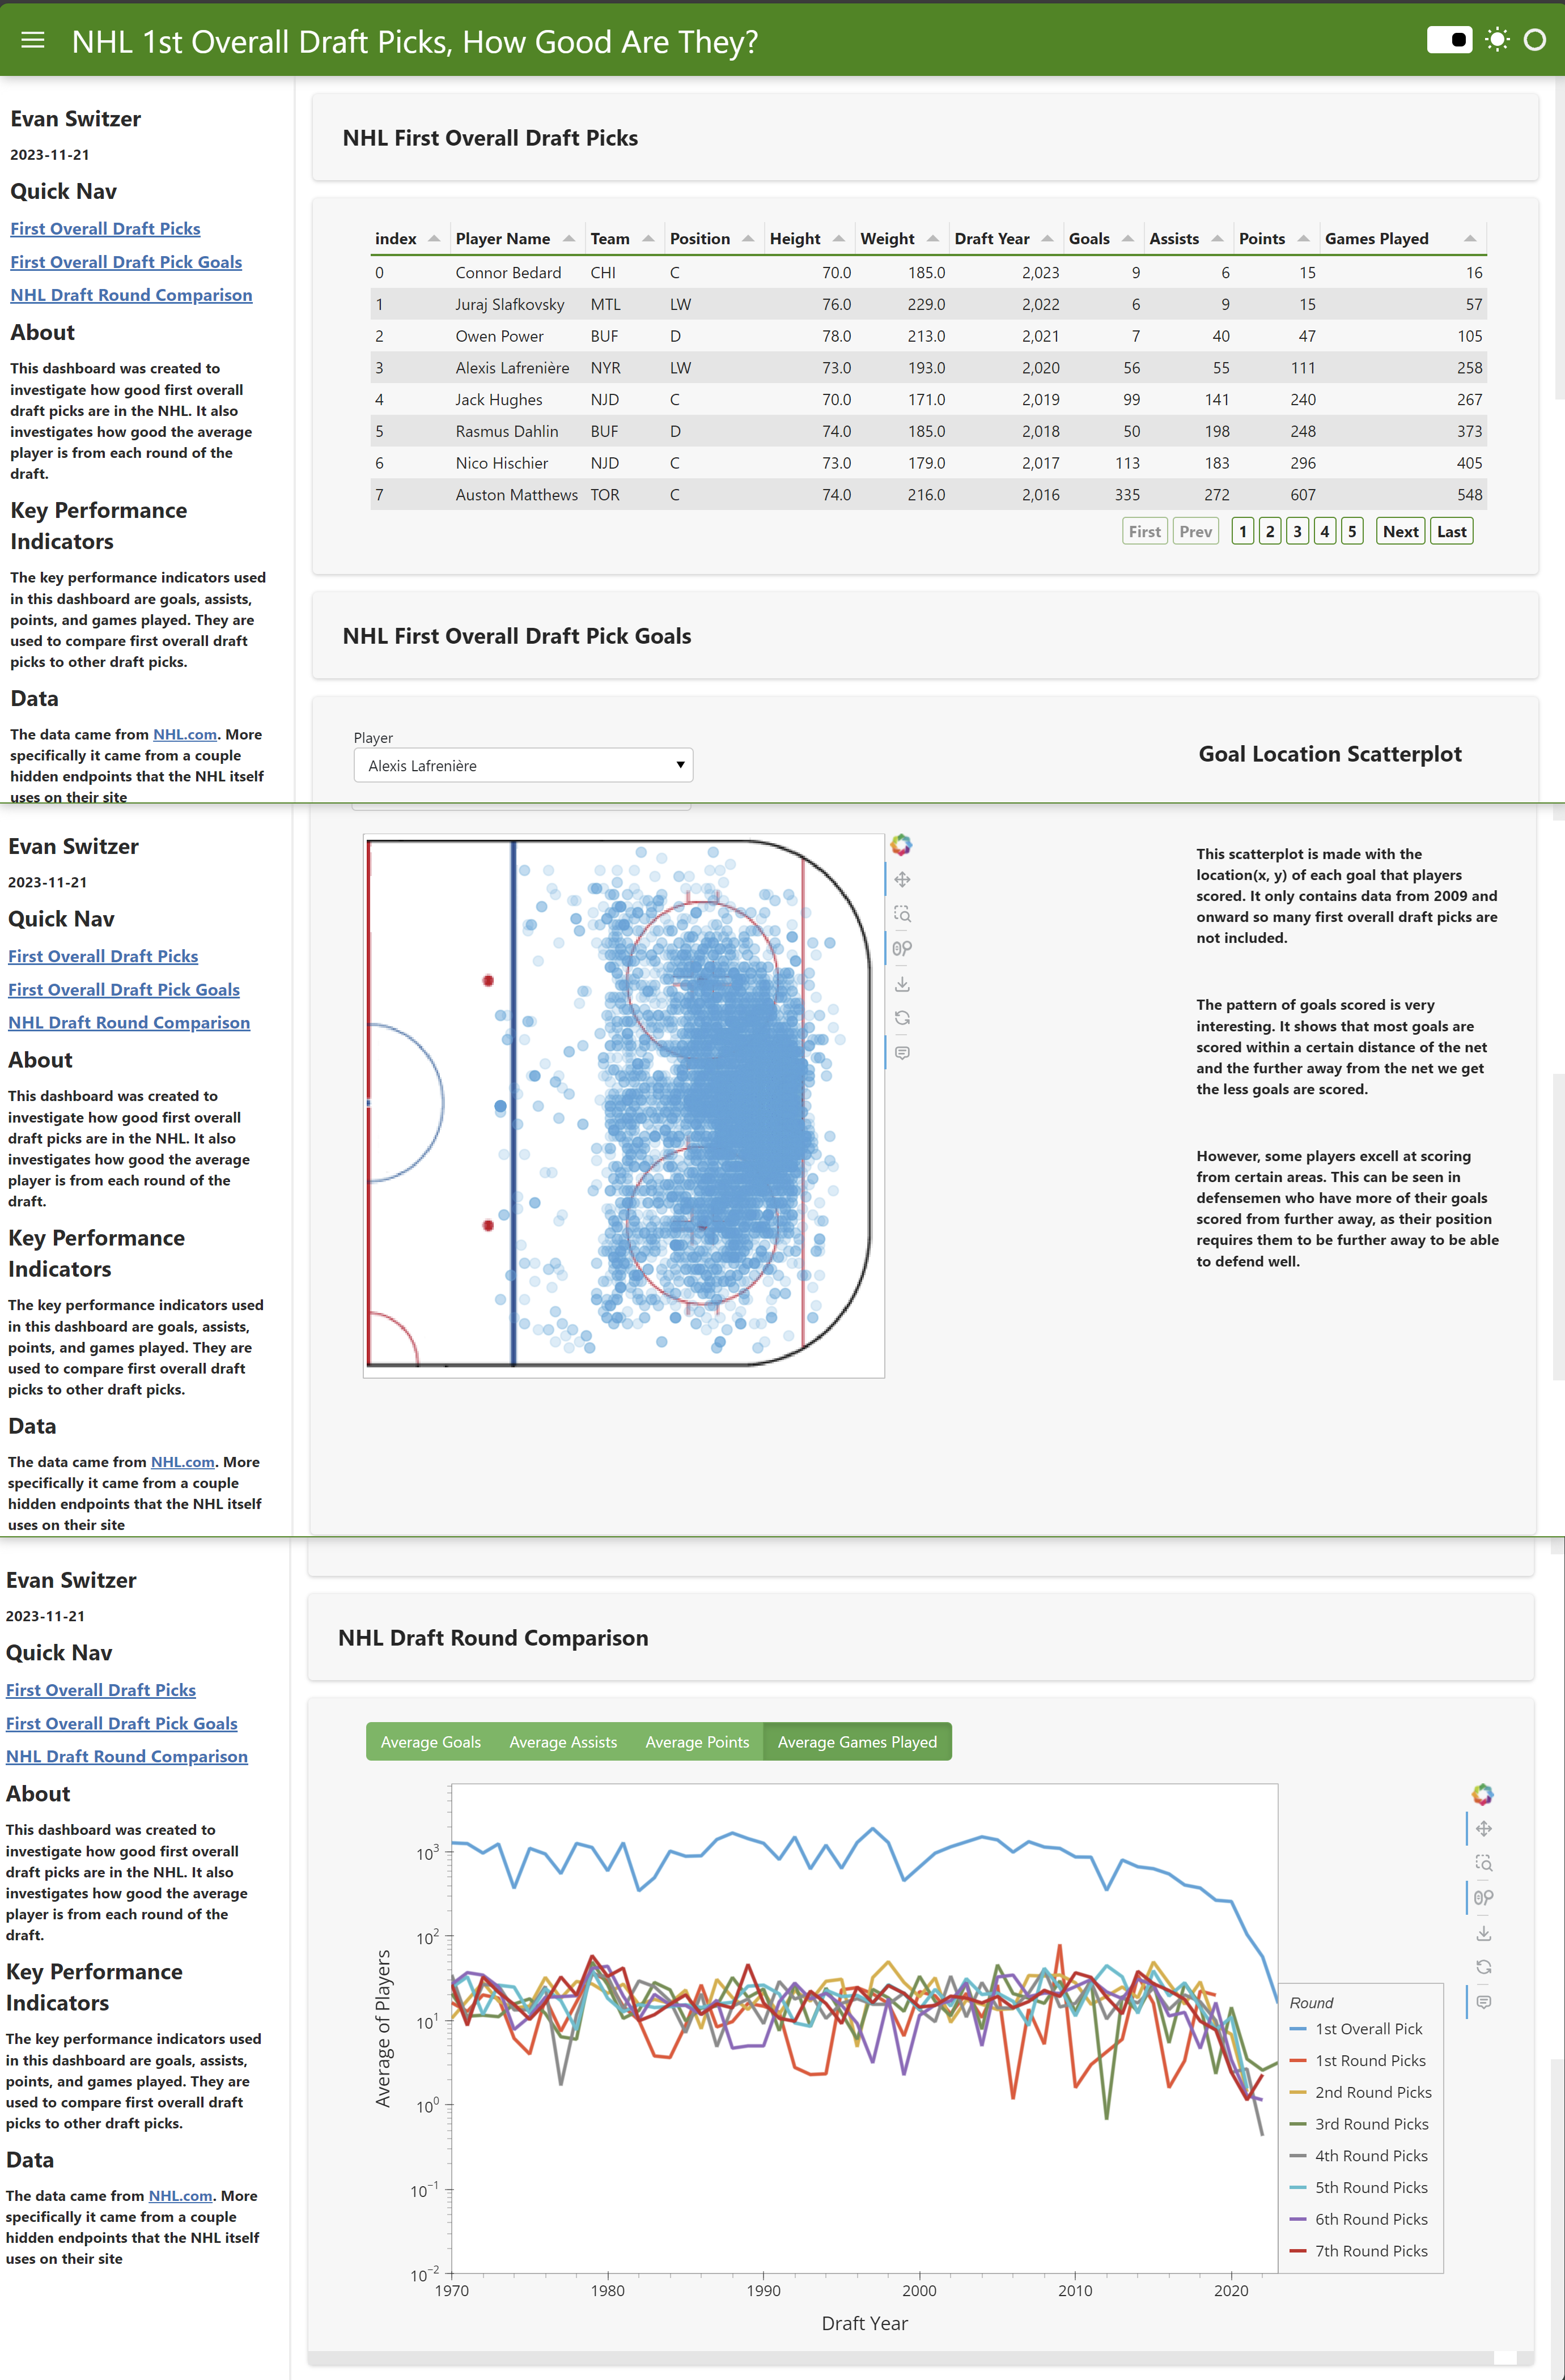 NHL 1st Overall Draft Picks, How Good Are They?
Evan Switzer
2023-11-21
Quick Nav
First Overall Draft Picks
First Overall Draft Pick Goals
NHL Draft Round Comparison
About
This dashboard was created to
investigate how good first overall
draft picks are in the NHL. It also
investigates how good the average
player is from each round of the
draft.
Key Performance
Indicators
The key performance indicators used
in this dashboard are goals, assists,
points, and games played. They are
used to compare first overall draft
picks to other draft picks.
Data
The data came from NHL.com. More
specifically it came from a couple
hidden endpoints that the NHL itself
uses on their site
NHL First Overall Draft Picks
index Player Name Team Position Height Weight Draft Year Goals Assists Points Games Played
0 Connor Bedard CHI C 70.0 185.0 2,023 9 6 15 16
1 Juraj Slafkovsky MTL LW 76.0 229.0 2,022 6 9 15 57
2 Owen Power BUF D 78.0 213.0 2,021 7 40 47 105
3 Alexis Lafrenière NYR LW 73.0 193.0 2,020 56 55 111 258
4 Jack Hughes NJD C 70.0 171.0 2,019 99 141 240 267
5 Rasmus Dahlin BUF D 74.0 185.0 2,018 50 198 248 373
6 Nico Hischier NJD C 73.0 179.0 2,017 113 183 296 405
7 Auston Matthews TOR C 74.0 216.0 2,016 335 272 607 548
First Prev 1 2 3 4 5 Next Last
NHL First Overall Draft Pick Goals
Player
Alexis Lafrenière
Goal Location Scatterplot
Evan Switzer
2023-11-21
Quick Nav
First Overall Draft Picks
First Overall Draft Pick Goals
NHL Draft Round Comparison
About
This dashboard was created to
investigate how good first overall
draft picks are in the NHL. It also
investigates how good the average
player is from each round of the
draft.
Key Performance
Indicators
The key performance indicators used
in this dashboard are goals, assists,
points, and games played. They are
used to compare first overall draft
picks to other draft picks.
Data
The data came from NHL.com. More
specifically it came from a couple
hidden endpoints that the NHL itself
uses on their site
This scatterplot is made with the
location(x, y) of each goal that players
scored. It only contains data from 2009 and
onward so many first overall draft picks are
not included.
The pattern of goals scored is very
interesting. It shows that most goals are
scored within a certain distance of the net
and the further away from the net we get
the less goals are scored.
However, some players excell at scoring
from certain areas. This can be seen in
defensemen who have more of their goals
scored from further away, as their position
requires them to be further away to be able
to defend well.
Evan Switzer
2023-11-21
Quick Nav
First Overall Draft Picks
First Overall Draft Pick Goals
NHL Draft Round Comparison
About
This dashboard was created to
investigate how good first overall
draft picks are in the NHL. It also
investigates how good the average
player is from each round of the
draft.
Key Performance
Indicators
The key performance indicators used
in this dashboard are goals, assists,
points, and games played. They are
used to compare first overall draft
picks to other draft picks.
Data
The data came from NHL.com. More
specifically it came from a couple
hidden endpoints that the NHL itself
uses on their site
NHL Draft Round Comparison
Average Goals Average Assists Average Points Average Games Played
Average of Players
10³
10²
10¹
10⁰
10⁻¹
10⁻²
1970 1980 1990 2000 2010 2020
Draft Year
Round
1st Overall Pick
1st Round Picks
2nd Round Picks
3rd Round Picks
4th Round Picks
5th Round Picks
6th Round Picks
7th Round Picks